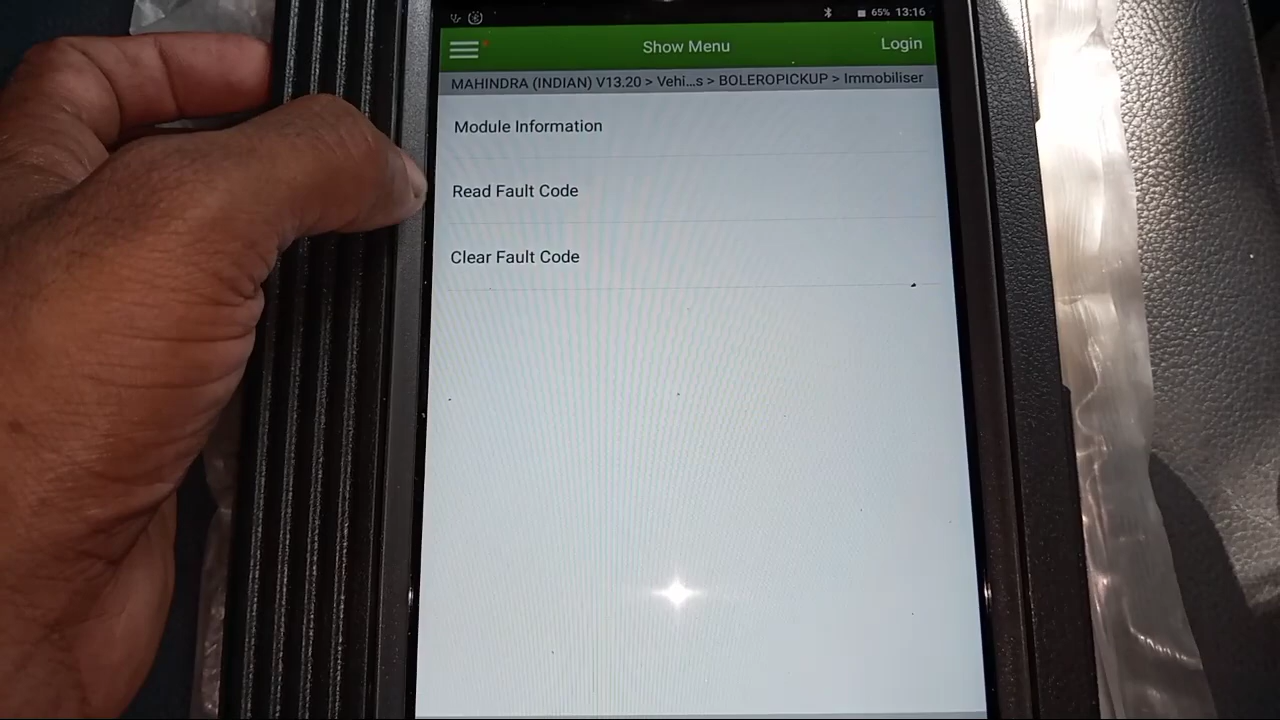 65% 13:16
Show Menu
Login
MAHINDRA (INDIAN) V13.20 > Vehi...s > BOLEROPICKUP > Immobiliser
Module Information
Read Fault Code
Clear Fault Code